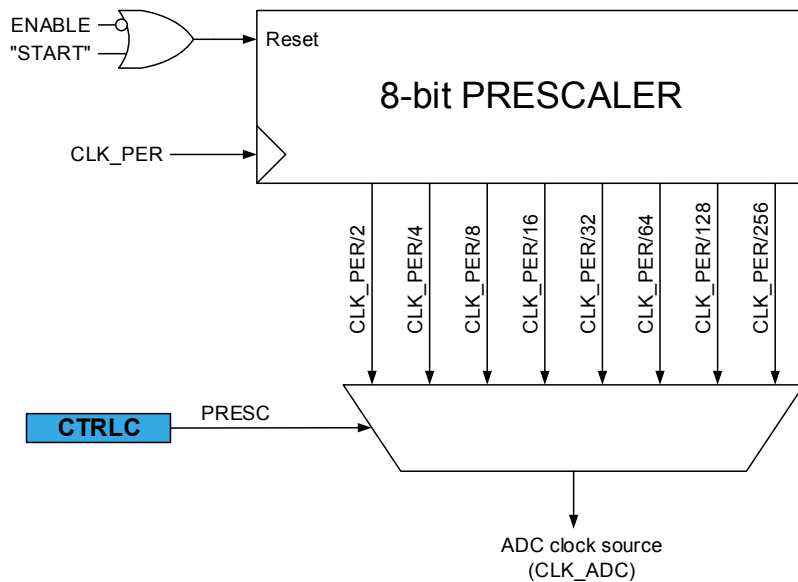 ENABLE
"START"
Reset
8-bit PRESCALER
CLK_PER
CLK_PER/2
CLK_PER/4
CLK_PER/8
CLK_PER/16
CLK_PER/32
CLK_PER/64
CLK_PER/128
CLK_PER/256
CTRLC
PRESC
ADC clock source
(CLK_ADC)